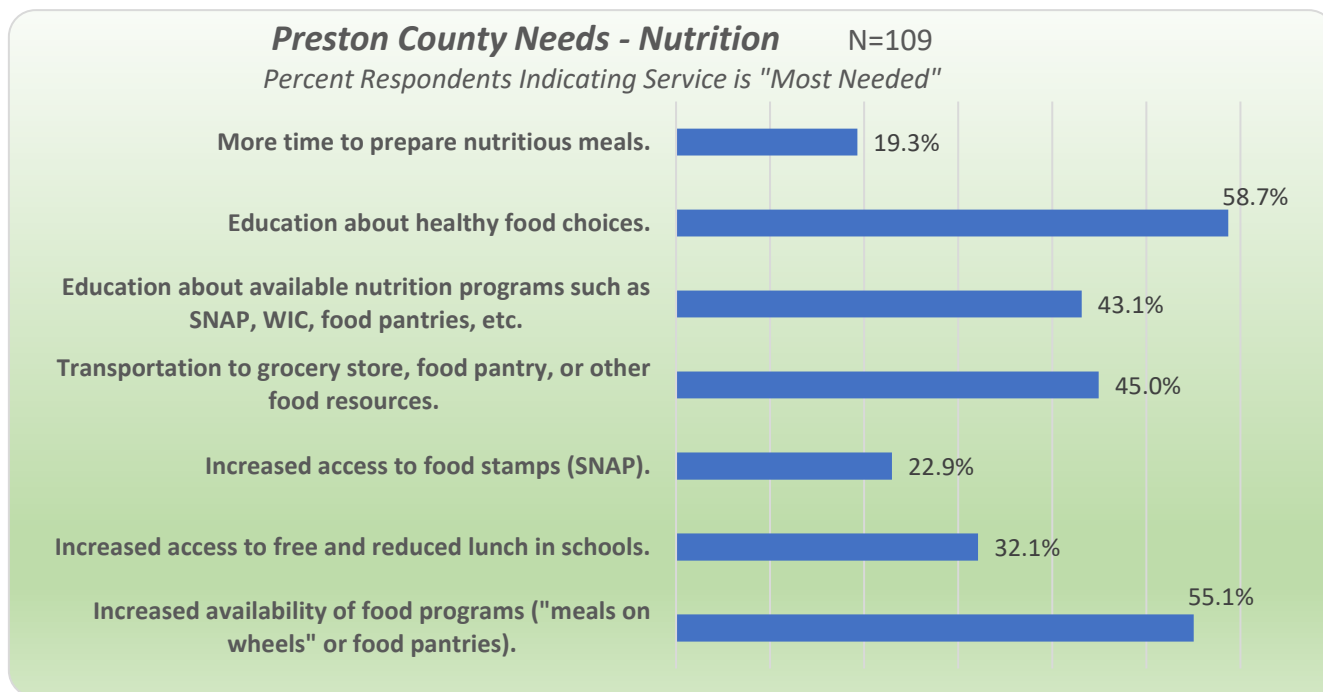 Preston County Needs - Nutrition N=109
Percent Respondents Indicating Service is "Most Needed"
More time to prepare nutritious meals.
19.3%
58.7%
Education about healthy food choices.
Education about available nutrition programs such as
SNAP, WIC, food pantries, etc.
43.1%
Transportation to grocery store, food pantry, or other
food resources.
45.0%
Increased access to food stamps (SNAP).
22.9%
Increased access to free and reduced lunch in schools.
32.1%
55.1%
Increased availability of food programs ("meals on
wheels" or food pantries).